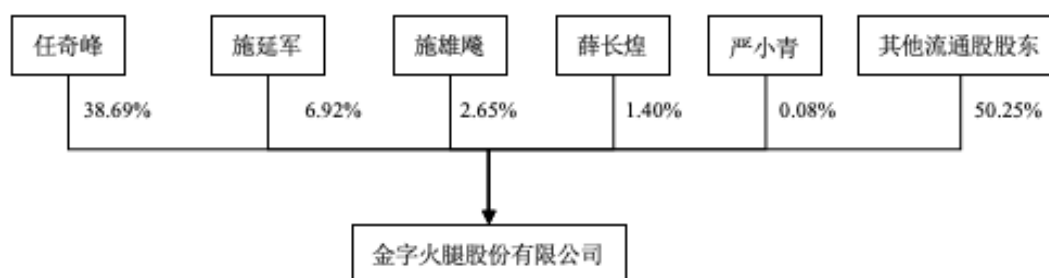 任奇峰
施延军
施雄飚
薛长煌
严小青
其他流通股股东
38.69%
6.92%
2.65%
1.40%
0.08%
50.25%
金字火腿股份有限公司